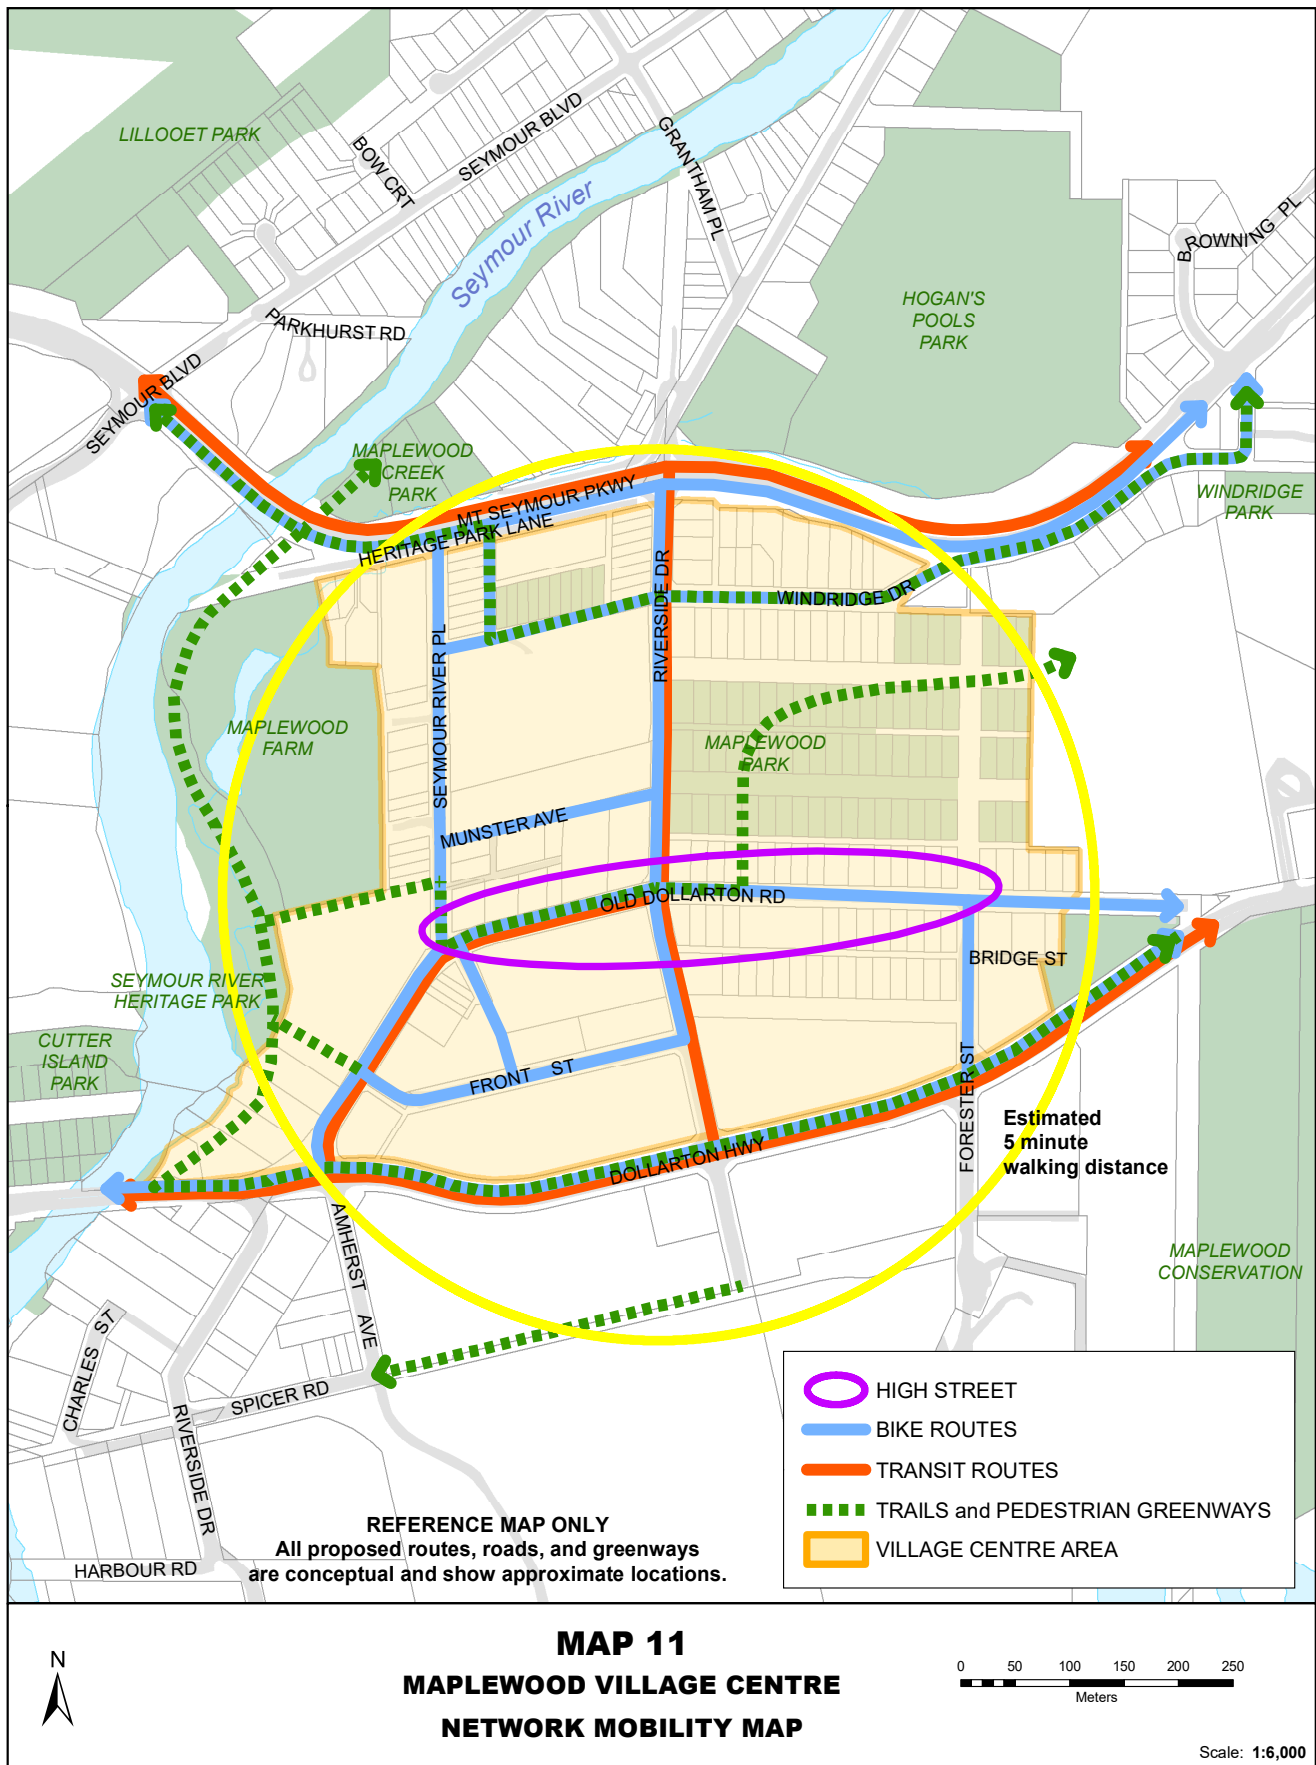 LILLOOET PARK
BOW CRT
SEYMOUR BLVD
GRANTHAM PL
Seymour River
BROWNING PL
HOGAN'S
POOLS
PARK
PARKHURST RD
SEYMOUR BLVD
MAPLEWOOD
CREEK
PARK
MT SEYMOUR PKWY
HERITAGE PARK LANE
WINDRIDGE
PARK
WINDRIDGE DR
RIVERSIDE DR
SEYMOUR RIVER PL
MAPLEWOOD
FARM
MAPLEWOOD
PARK
MUNSTER AVE
OLD DOLLARTON RD
BRIDGE ST
SEYMOUR RIVER
HERITAGE PARK
CUTTER
ISLAND
PARK
FRONT ST
FORESTER ST
Estimated
5 minute
walking distance
DOLLARTON HWY
AMHERST AVE
MAPLEWOOD
CONSERVATION
CHARLES ST
SPICER RD
RIVERSIDE DR
HARBOUR RD
HIGH STREET
BIKE ROUTES
TRANSIT ROUTES
TRAILS and PEDESTRIAN GREENWAYS
VILLAGE CENTRE AREA
REFERENCE MAP ONLY
All proposed routes, roads, and greenways
are conceptual and show approximate locations.
N
MAP 11
MAPLEWOOD VILLAGE CENTRE
NETWORK MOBILITY MAP
0 50 100 150 200 250
Meters
Scale: 1:6,000